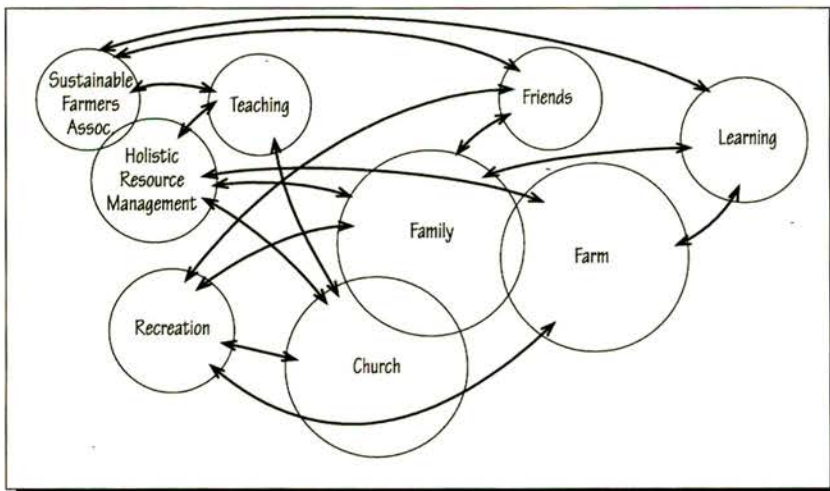 Sustainable
Farmers
Assoc.
Teaching
Friends
Learning
Holistic
Resource
Management
Family
Farm
Recreation
Church